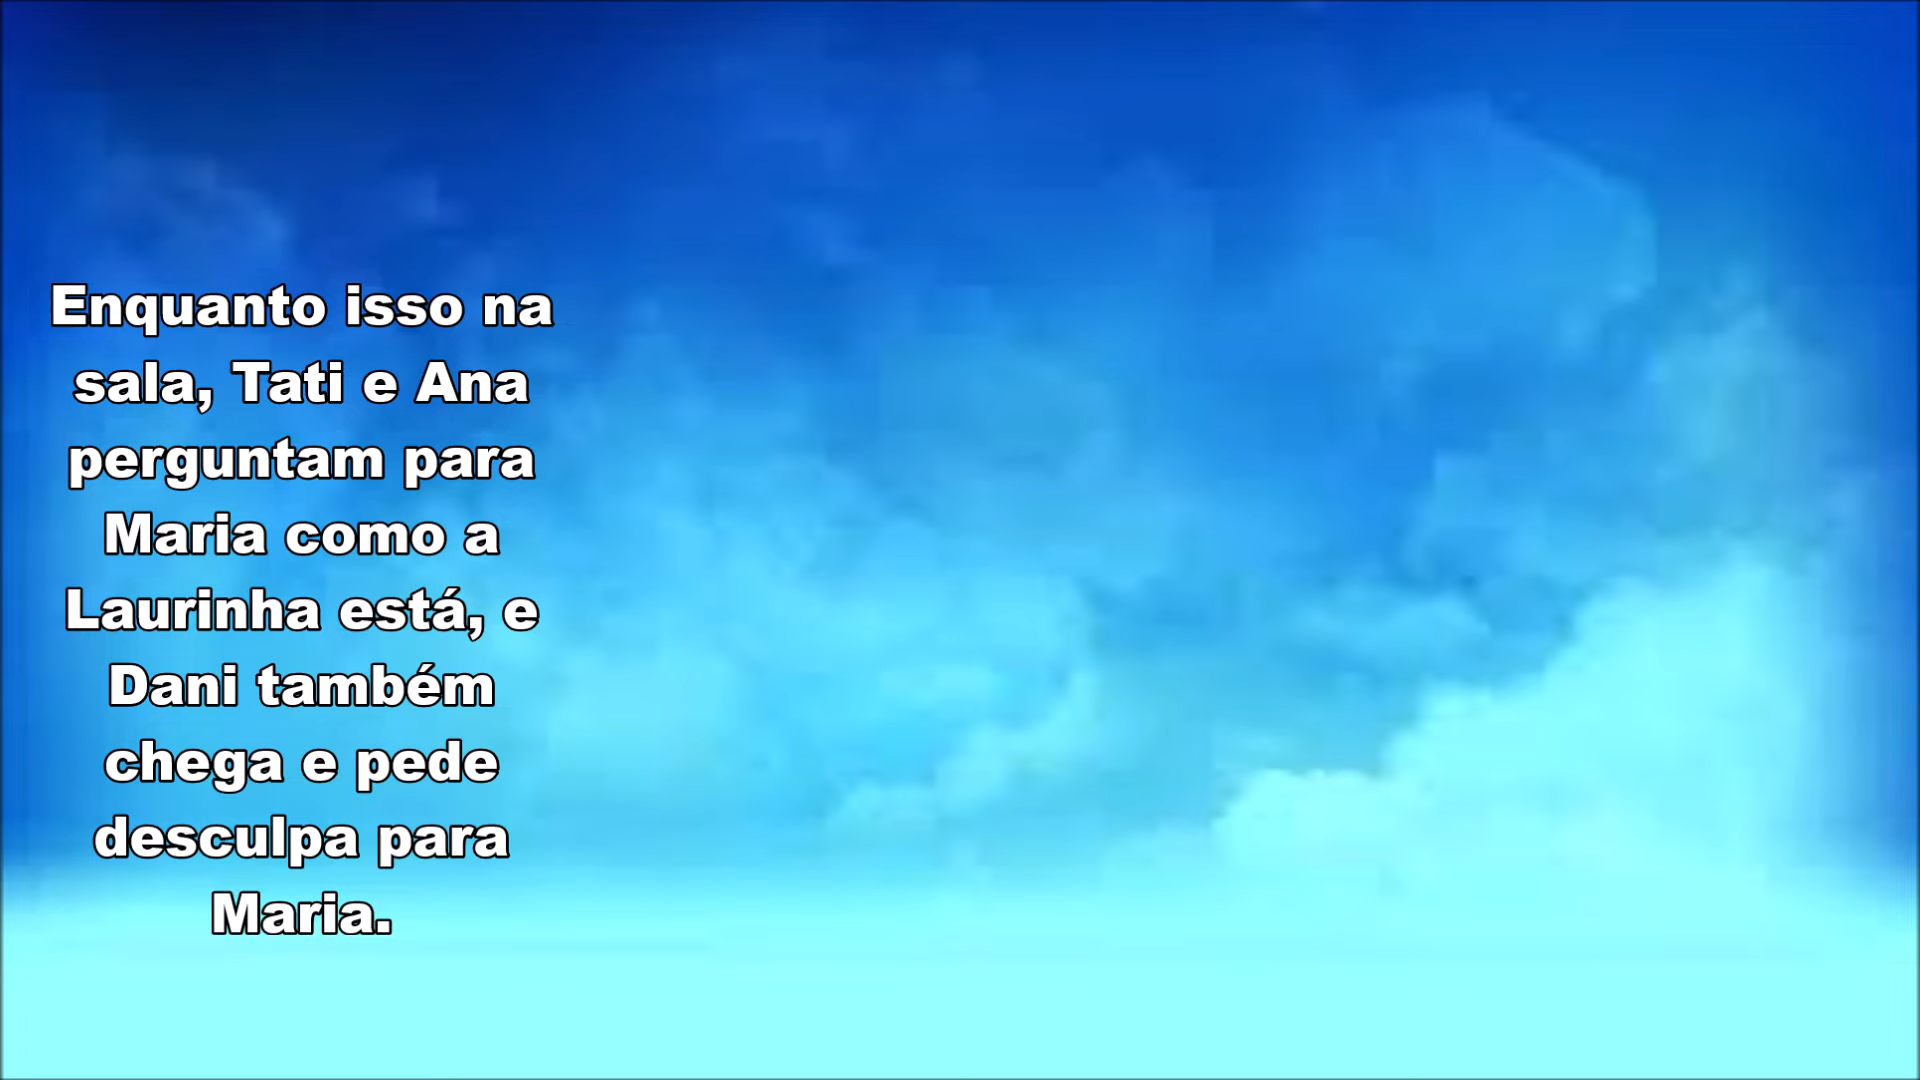 Enquanto isso na
sala, Tati e Ana
perguntam para
Maria como a
Laurinha está, e
Dani também
chega e pede
desculpa para
Maria.